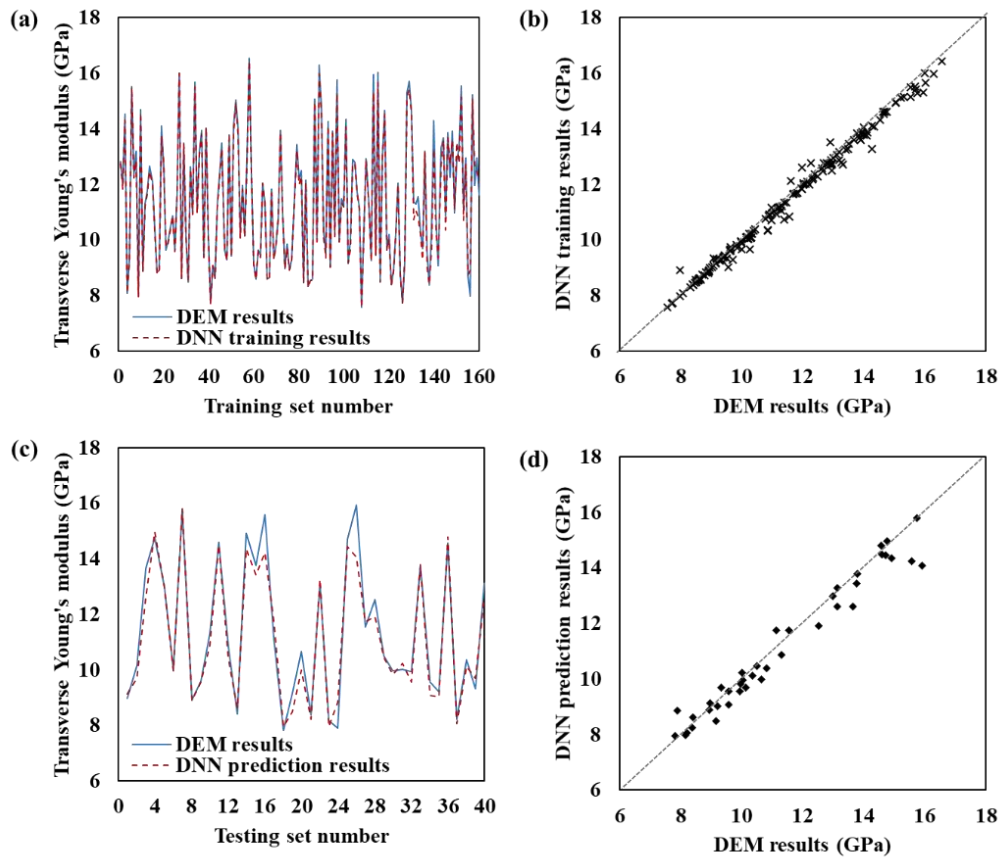 (a)
Transverse Young's modulus (GPa)
18
16
14
12
10
8
6
DEM results
DNN training results
0 20 40 60 80 100 120 140 160
Training set number
(b)
DNN training results (GPa)
18
16
14
12
10
8
6
6 8 10 12 14 16 18
DEM results (GPa)
(c)
Transverse Young's modulus (GPa)
18
16
14
12
10
8
6
DEM results
DNN prediction results
0 4 8 12 16 20 24 28 32 36 40
Testing set number
(d)
DNN prediction results (GPa)
18
16
14
12
10
8
6
6 8 10 12 14 16 18
DEM results (GPa)